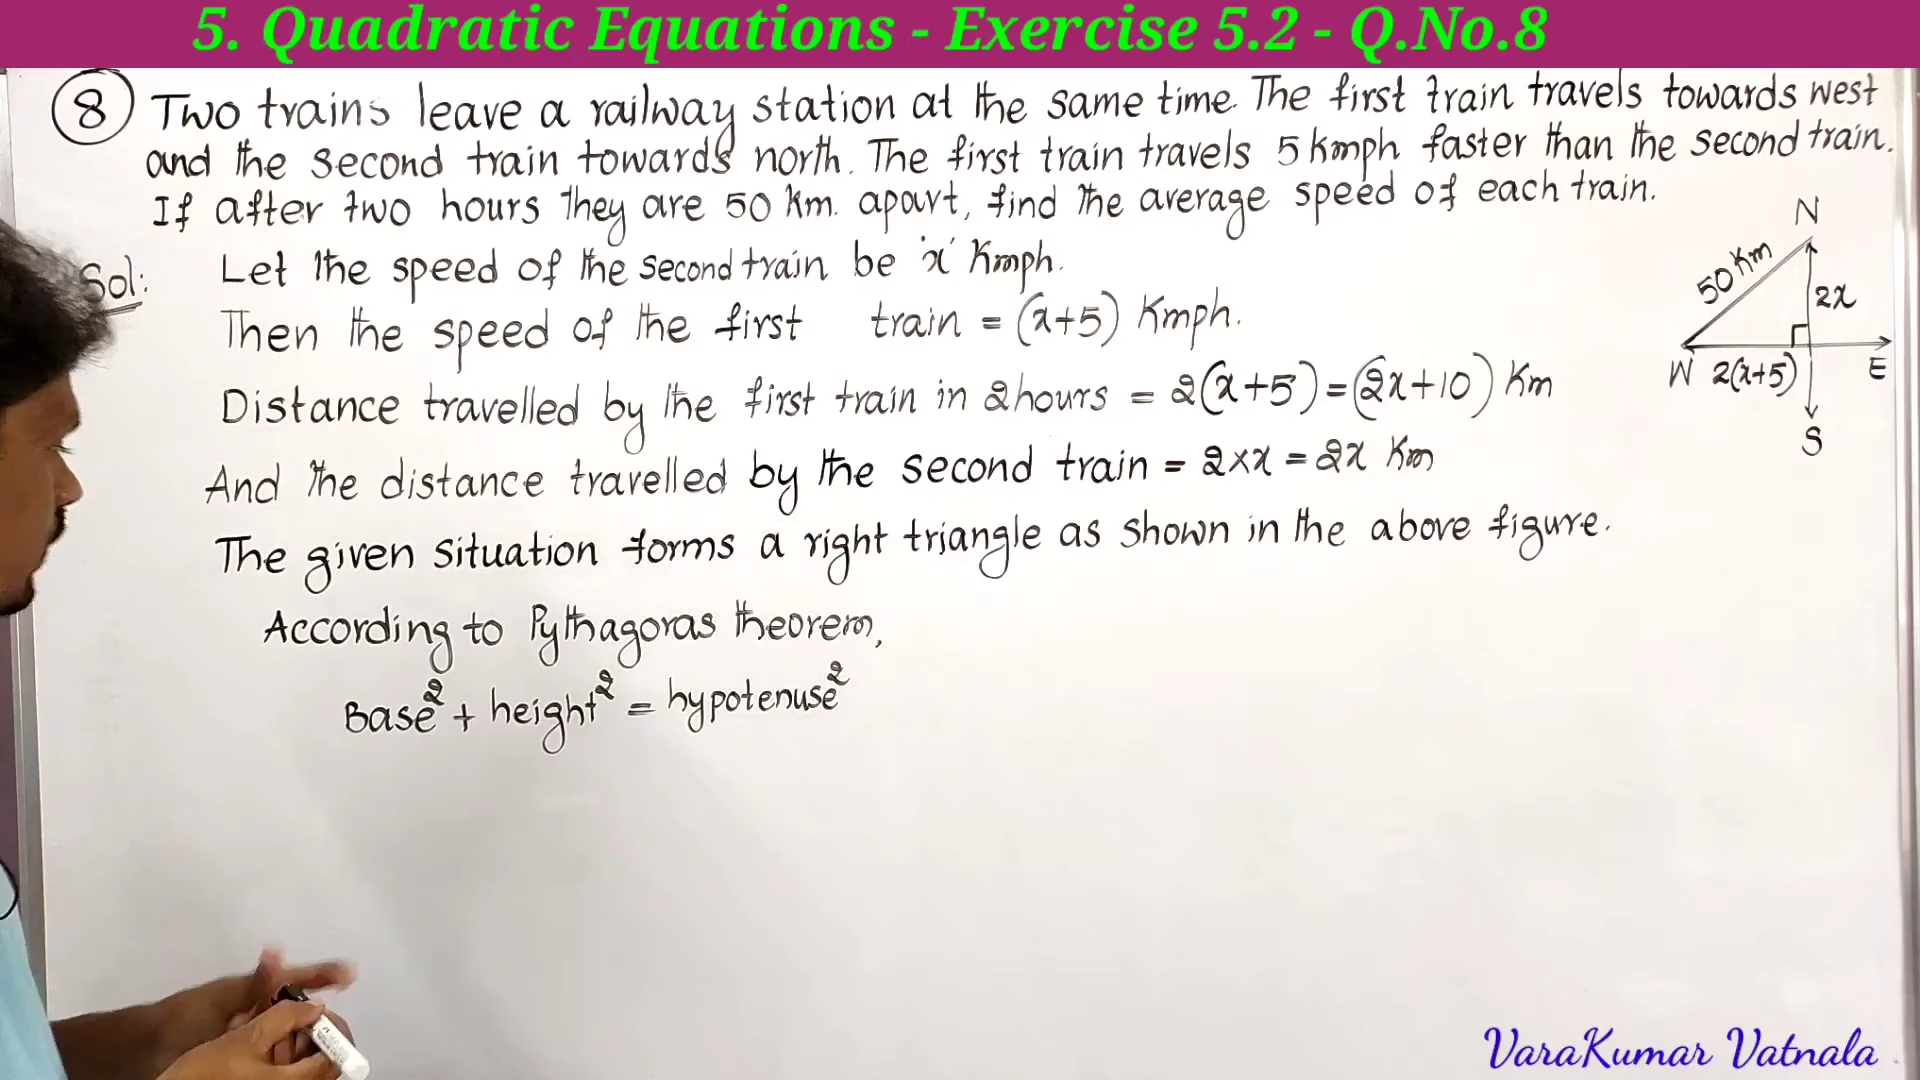 5. Quadratic Equations - Exercise 5.2 - Q.No.8
8 Two trains leave a railway station at the same time. The first train travels towards west
and the second train towards north. The first train travels 5 kmph faster than the second train.
If after two hours they are 50 km. apart, find the average speed of each train.
N
50 Km
2x
W 2(x+5) E
S
Sol: Let the speed of the second train be 'x' Kmph.
Then the speed of the first train = (x+5) Kmph.
Distance travelled by the first train in 2 hours = 2(x+5) = (2x+10) Km
And the distance travelled by the second train = 2×x = 2x Km
The given situation forms a right triangle as shown in the above figure.
According to Pythagoras theorem,
Base² + height² = hypotenuse²
VaraKumar Vatnala